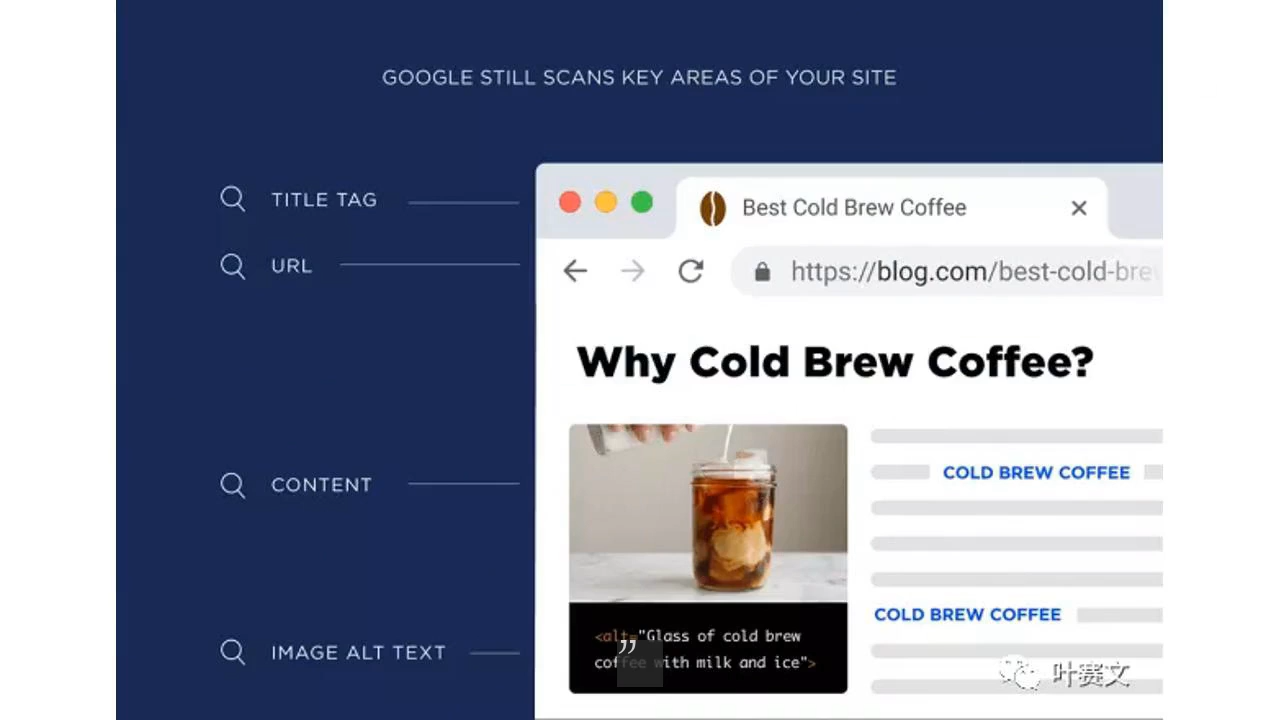 GOOGLE STILL SCANS KEY AREAS OF YOUR SITE
TITLE TAG
Best Cold Brew Coffee
URL
https://blog.com/best-cold-brew
Why Cold Brew Coffee?
CONTENT
COLD BREW COFFEE
COLD BREW COFFEE
IMAGE ALT TEXT
<alt="Glass of cold brew
coffee with milk and ice">
”
叶赛文